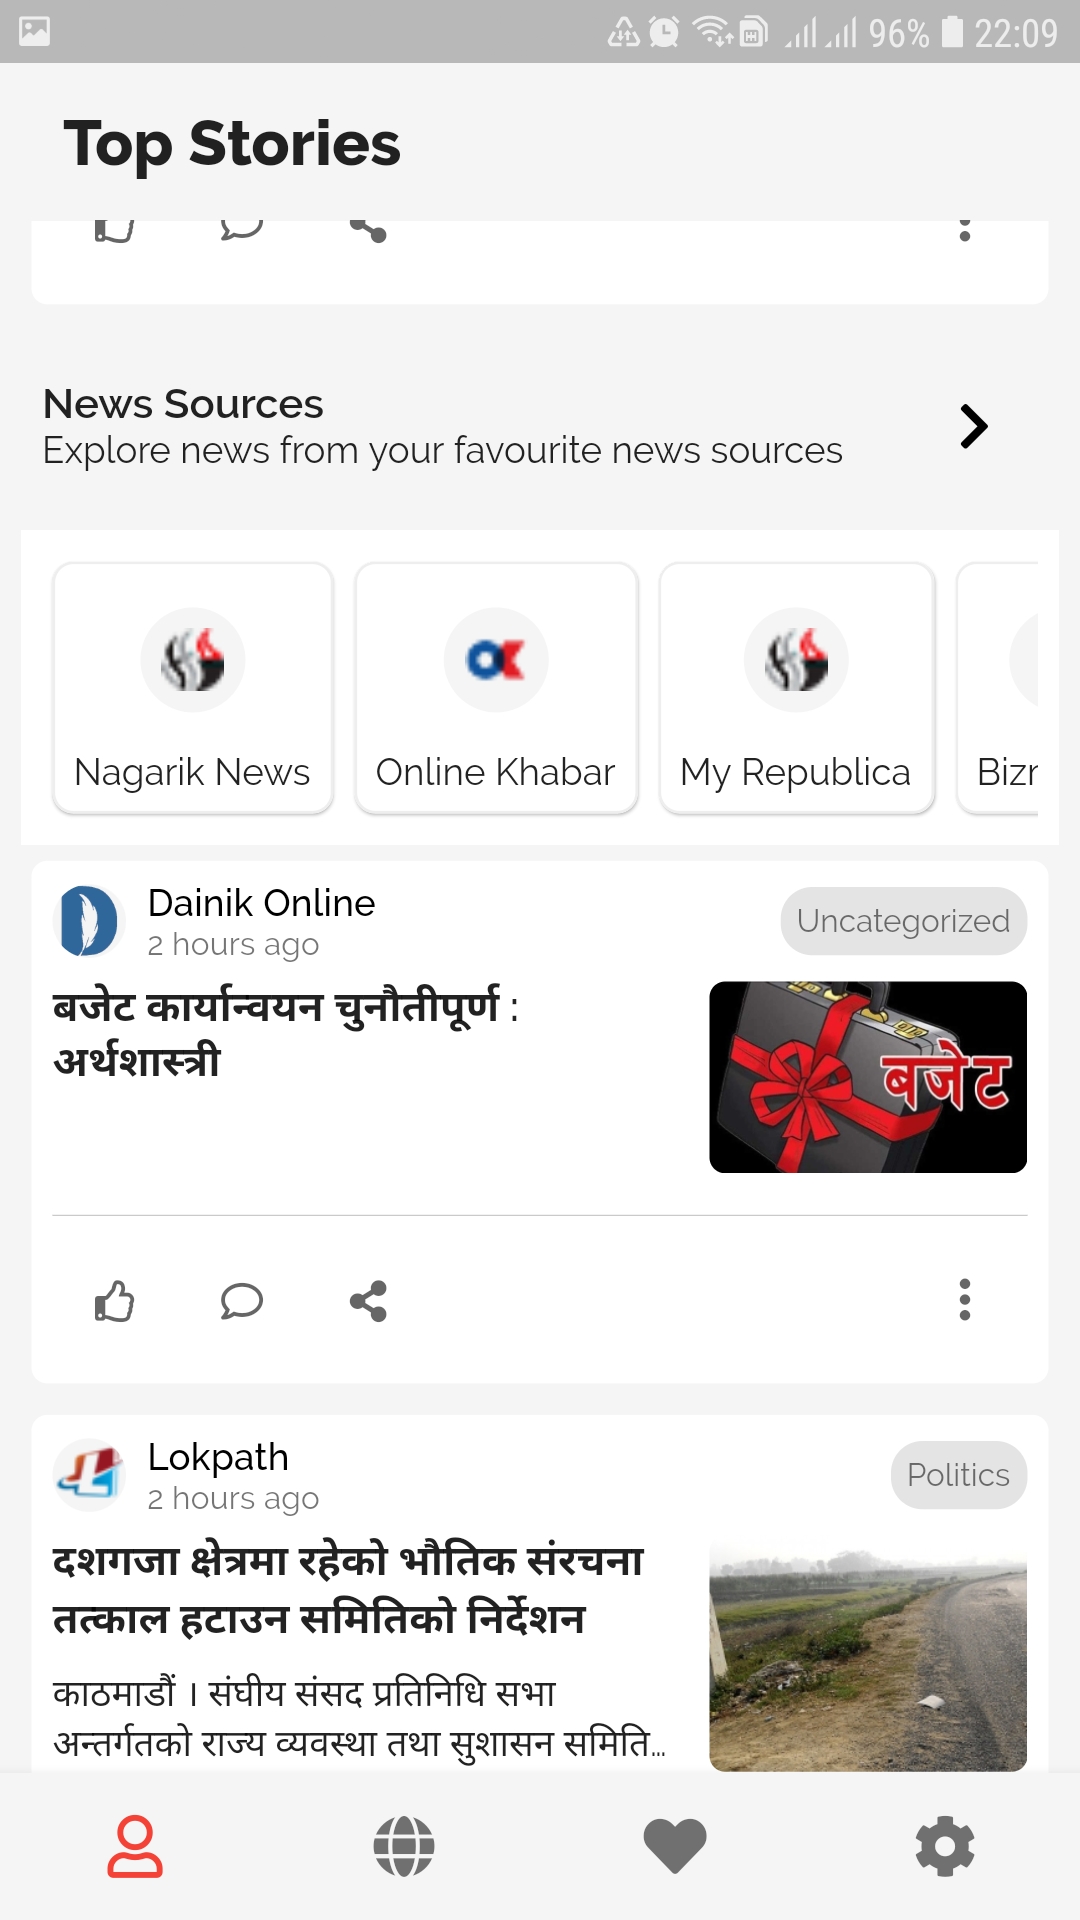 96% 22:09
Top Stories
News Sources
Explore news from your favourite news sources
Nagarik News
Online Khabar
My Republica
Dainik Online
2 hours ago
Uncategorized
बजेट कार्यान्वयन चुनौतीपूर्ण :
अर्थशास्त्री
बजेट
Lokpath
2 hours ago
Politics
दशगजा क्षेत्रमा रहेको भौतिक संरचना
तत्काल हटाउन समितिको निर्देशन
काठमाडौं । संघीय संसद प्रतिनिधि सभा
अन्तर्गतको राज्य व्यवस्था तथा सुशासन समिति...